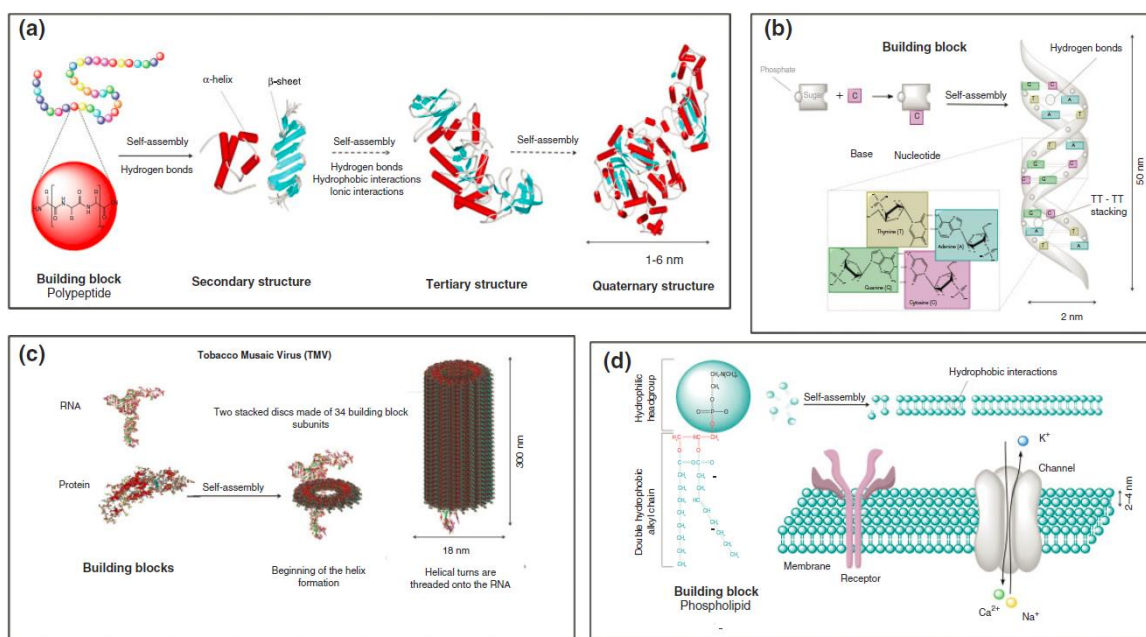 (a)
α-helix
β-sheet
Self-assembly
Hydrogen bonds
Self-assembly
Hydrogen bonds
Hydrophobic interactions
Ionic interactions
Self-assembly
1-6 nm
Building block
Polypeptide
Secondary structure
Tertiary structure
Quaternary structure
(b)
Building block
Hydrogen bonds
Phosphate
Sugar
+
C
C
Self-assembly
Base
Nucleotide
G
C
T
A
A
T
G
C
C
G
G
C
A
T
T
A
50 nm
TT - TT
stacking
Thymine (T)
Adenine (A)
Guanine (G)
Cytosine (C)
2 nm
(c)
Tobacco Musaic Virus (TMV)
RNA
Two stacked discs made of 34 building block
subunits
300 nm
Protein
Self-assembly
18 nm
Building blocks
Beginning of the helix
formation
Helical turns are
threaded onto the RNA
(d)
Hydrophilic
headgroup
CH₂N(CH₃)₃
CH₂
O
O
P
O
O
Self-assembly
Hydrophobic interactions
Double hydrophobi
alkyl chain
K⁺
Channel
2–4 nm
Membrane
Receptor
Ca²⁺
Na⁺
Building block
Phospholipid